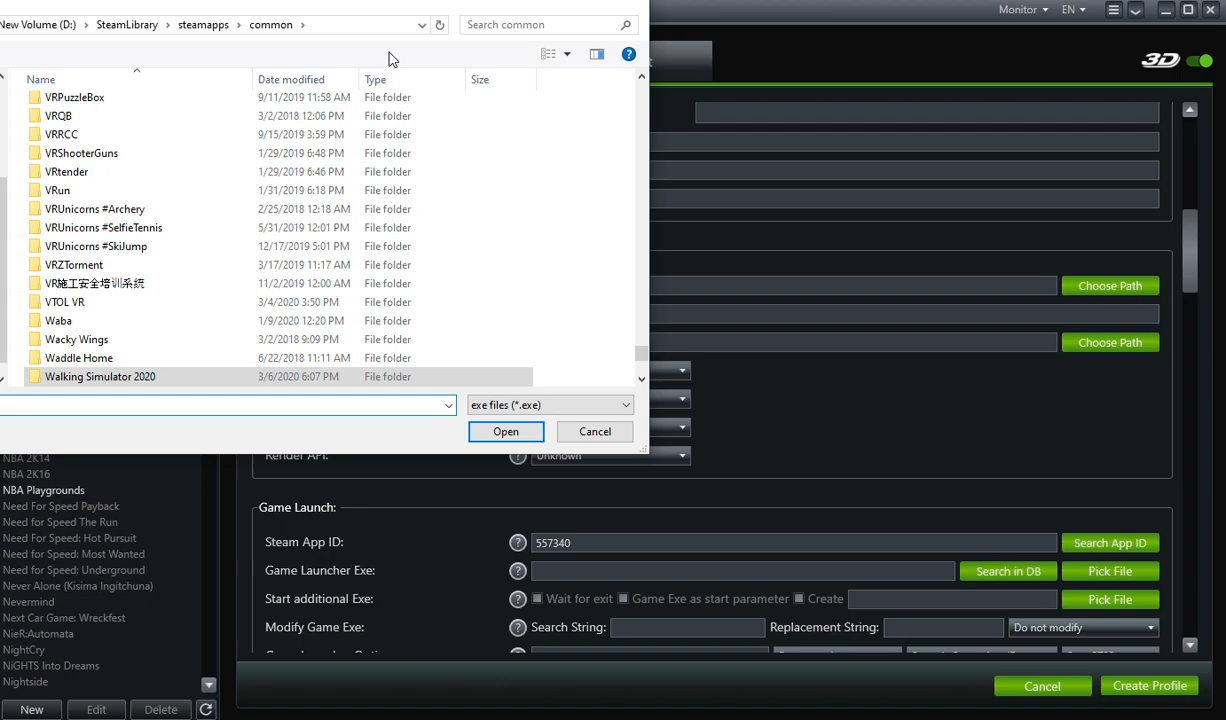 New Volume (D:) › SteamLibrary › steamapps › common ›
Search common
Name Date modified Type Size
VRPuzzleBox 9/11/2019 11:58 AM File folder
VRQB 3/2/2018 12:06 PM File folder
VRRCC 9/15/2019 3:59 PM File folder
VRShooterGuns 1/29/2019 6:48 PM File folder
VRtender 1/29/2019 6:46 PM File folder
VRun 1/31/2019 6:18 PM File folder
VRUnicorns #Archery 2/25/2018 12:18 AM File folder
VRUnicorns #SelfieTennis 5/31/2019 12:01 PM File folder
VRUnicorns #SkiJump 12/17/2019 5:01 PM File folder
VRZTorment 3/17/2019 11:17 AM File folder
VR施工安全培训系统 11/2/2019 12:00 AM File folder
VTOL VR 3/4/2020 3:50 PM File folder
Waba 1/9/2020 12:20 PM File folder
Wacky Wings 3/2/2018 9:09 PM File folder
Waddle Home 6/22/2018 11:11 AM File folder
Walking Simulator 2020 3/6/2020 6:07 PM File folder
exe files (*.exe)
Open Cancel
Monitor EN
3D
Choose Path
Choose Path
Render API: ? Unknown
NBA 2K14
NBA 2K16
NBA Playgrounds
Need For Speed Payback
Need for Speed The Run
Need For Speed: Hot Pursuit
Need for Speed: Most Wanted
Need for Speed: Underground
Never Alone (Kisima Ingitchuna)
Nevermind
Next Car Game: Wreckfest
NieR:Automata
NightCry
NiGHTS Into Dreams
Nightside
New Edit Delete
Game Launch:
Steam App ID: ? 557340 Search App ID
Game Launcher Exe: ? Search in DB Pick File
Start additional Exe: ? Wait for exit Game Exe as start parameter Create Pick File
Modify Game Exe: ? Search String: Replacement String: Do not modify
Cancel Create Profile